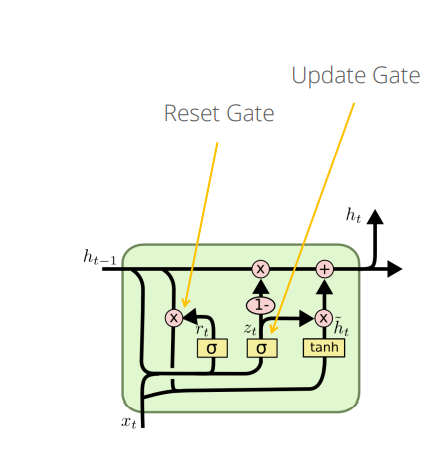 Update Gate
Reset Gate
h_t
h_{t-1}
x +
1-
x r_t z_t x h̃_t
σ σ tanh
x_t